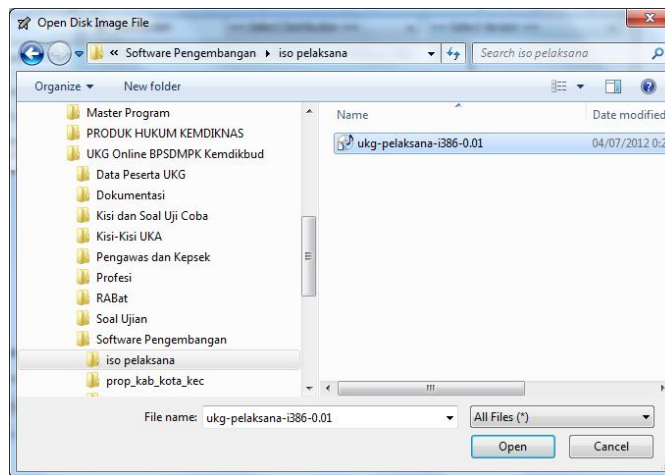 Open Disk Image File
« Software Pengembangan ▸ iso pelaksana
Search iso pelaksana
Organize
New folder
Master Program
PRODUK HUKUM KEMDIKNAS
UKG Online BPSDMPK Kemdikbud
Data Peserta UKG
Dokumentasi
Kisi dan Soal Uji Coba
Kisi-Kisi UKA
Pengawas dan Kepsek
Profesi
RABat
Soal Ujian
Software Pengembangan
iso pelaksana
prop_kab_kota_kec
Name
Date modified
ukg-pelaksana-i386-0.01
04/07/2012 0:2
File name:
ukg-pelaksana-i386-0.01
All Files (*)
Open
Cancel